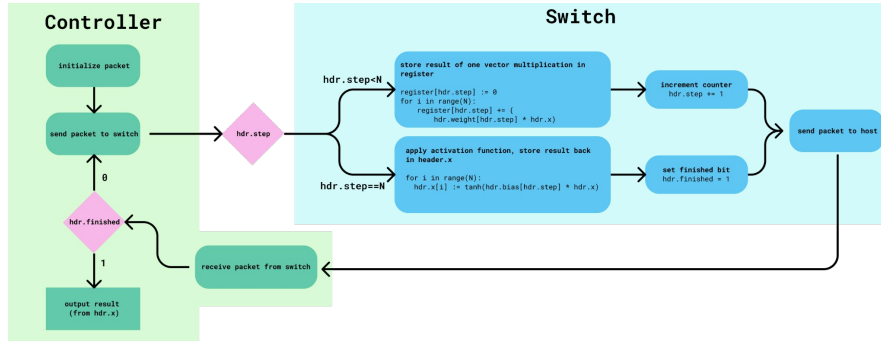 Controller
Switch
initialize packet
send packet to switch
hdr.step
hdr.step<N
store result of one vector multiplication in
register
register[hdr.step] := 0
for i in range(N):
register[hdr.step] += (
hdr.weight[hdr.step] * hdr.x)
increment counter
hdr.step += 1
send packet to host
hdr.step==N
apply activation function, store result back
in header.x
for i in range(N):
hdr.x[i] := tanh(hdr.bias[hdr.step] * hdr.x)
set finished bit
hdr.finished = 1
receive packet from switch
hdr.finished
0
1
output result
(from hdr.x)